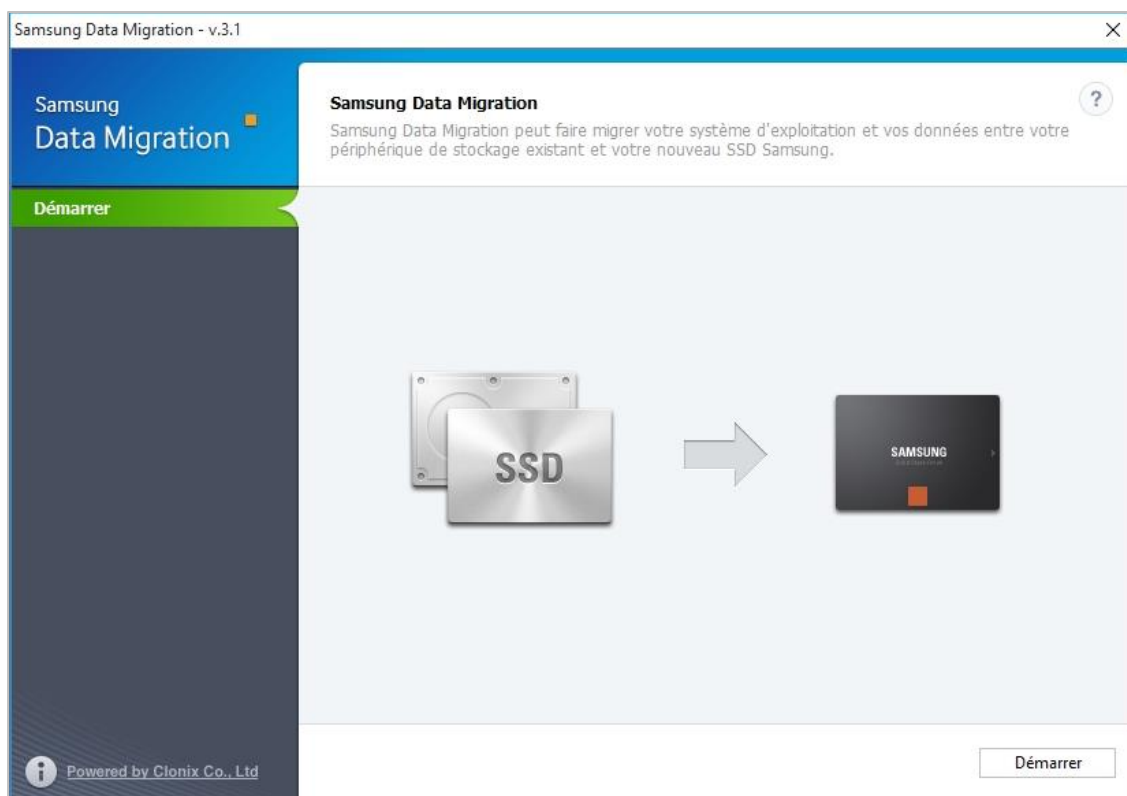 Samsung Data Migration - v.3.1
Samsung
Data Migration
Samsung Data Migration
?
Samsung Data Migration peut faire migrer votre système d'exploitation et vos données entre votre
périphérique de stockage existant et votre nouveau SSD Samsung.
Démarrer
SSD
SAMSUNG
i
Powered by Clonix Co., Ltd
Démarrer